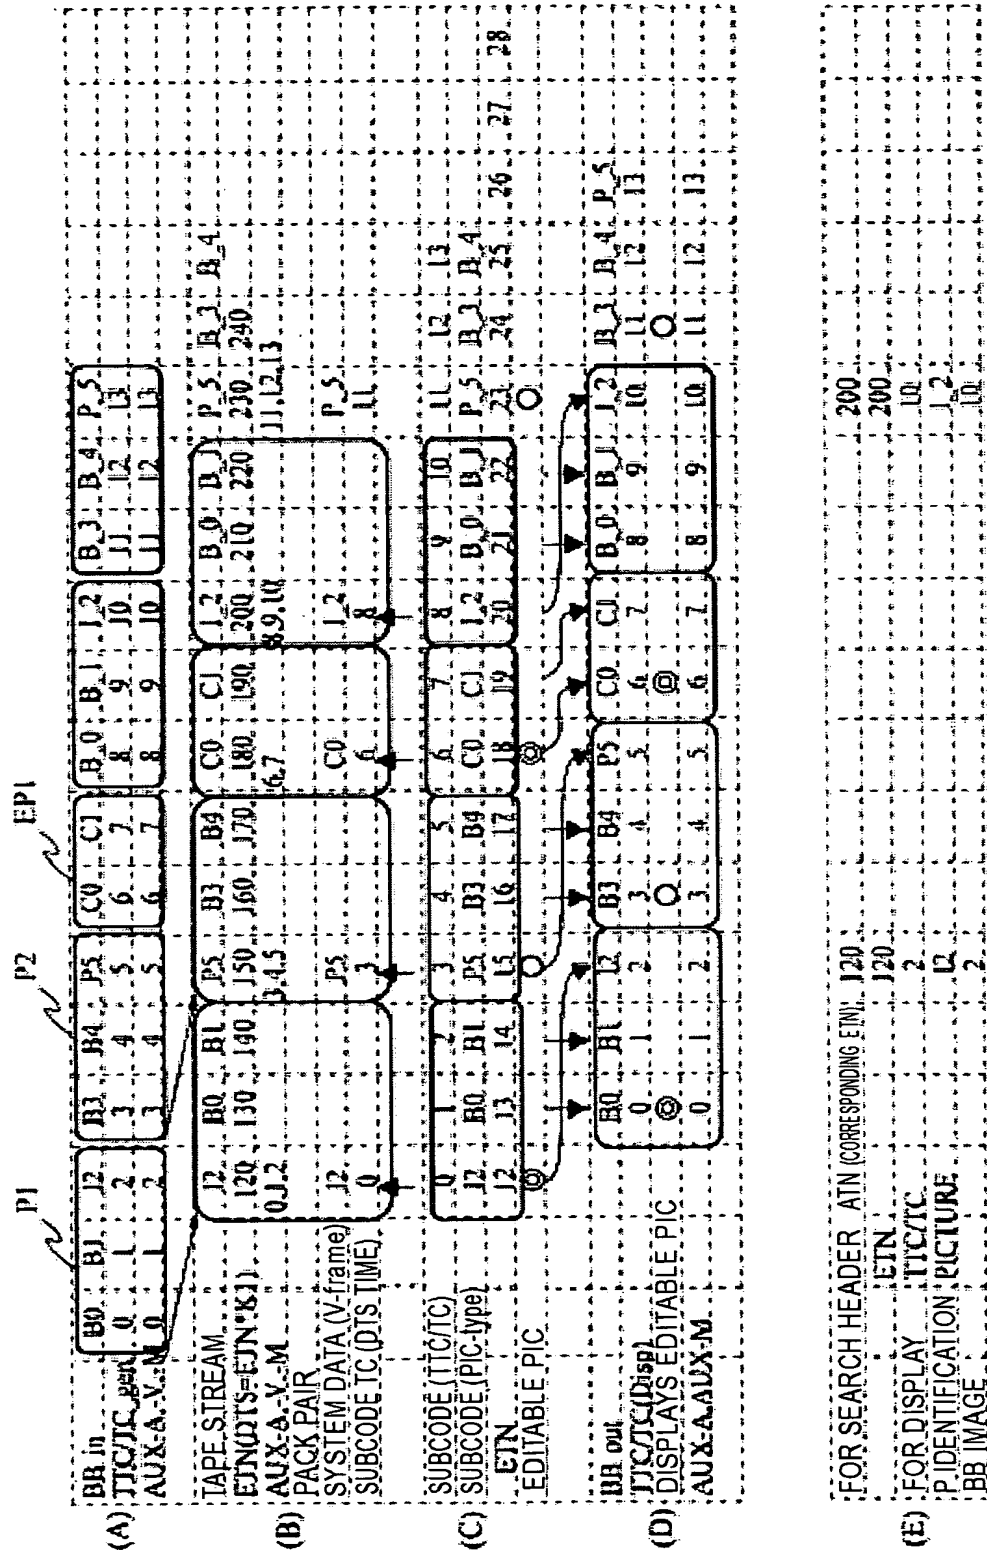 P1 P2 EP1
(A)
BB in B0 B1 I2 B3 B4 P5 C0 C1 B_0 B_1 I_2 B_3 B_4 P_5
TTC/TC_gen 0 1 2 3 4 5 6 7 8 9 10 11 12 13
AUX-A,-V,-M 0 1 2 3 4 5 6 7 8 9 10 11 12 13
(B)
TAPE STREAM I2 B0 B1 P5 B3 B4 C0 C1 I_2 B_0 B_1 P_5 B_3 B_4
120 130 140 150 160 170 180 190 200 210 220 230 240
AUX-A,-V,-M 0,1,2 3,4,5 6,7 8,9,10 11,12,13
PACK PAIR
SYSTEM DATA (V-frame) I2 P5 C0 I_2 P_5
SUBCODE TC (DTS TIME) 0 3 6 8 11
(C)
SUBCODE (TTC/TC) 0 1 2 3 4 5 6 7 8 9 10 11 12 13
SUBCODE (PIC-type) I2 B0 B1 P5 B3 B4 C0 C1 I_2 B_0 B_1 P_5 B_3 B_4
ETN 12 13 14 15 16 17 18 19 20 21 22 23 24 25 26 27 28
EDITABLE PIC
(D)
BB out B0 B1 I2 B3 B4 P5 C0 C1 B_0 B_1 I_2 B_3 B_4 P_5
TTC/TC(Disp) 0 1 2 3 4 5 6 7 8 9 10 11 12 13
DISPLAYS EDITABLE PIC
AUX-A,AUX-M 0 1 2 3 4 5 6 7 8 9 10 11 12 13
(E)
FOR SEARCH HEADER ATN (CORRESPONDING ETN) 120 200
ETN 120 200
FOR DISPLAY TTC/TC 2 10
P IDENTIFICATION PICTURE I2 I_2
BB IMAGE 2 10